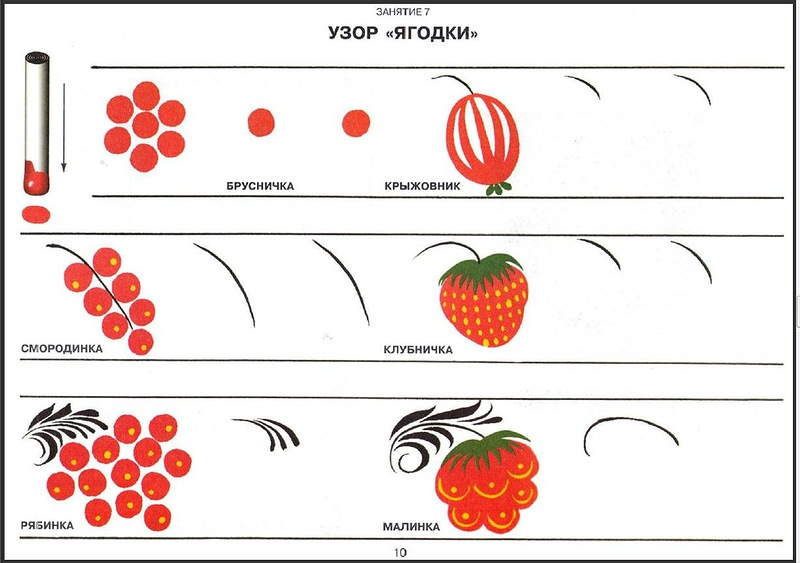 ЗАНЯТИЕ 7
УЗОР «ЯГОДКИ»
БРУСНИЧКА
КРЫЖОВНИК
СМОРОДИНКА
КЛУБНИЧКА
РЯБИНКА
МАЛИНКА
10